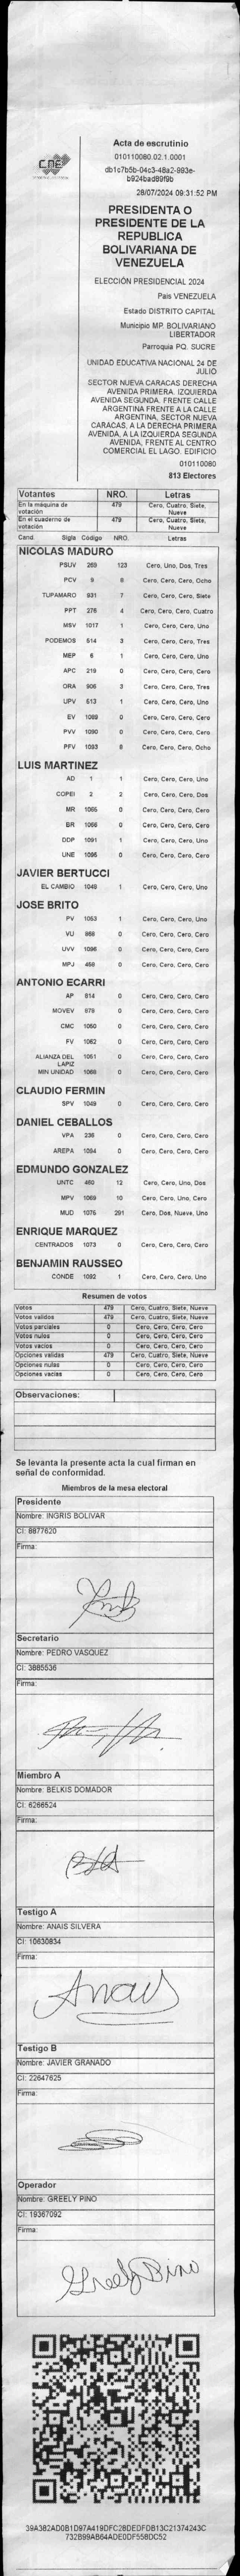 CNE
Acta de escrutinio
010110080.02.1.0001
db1c7b5b-04c3-48a2-993e-
b924bad89f9b
28/07/2024 09:31:52 PM
PRESIDENTA O
PRESIDENTE DE LA
REPUBLICA
BOLIVARIANA DE
VENEZUELA
ELECCIÓN PRESIDENCIAL 2024
Pais VENEZUELA
Estado DISTRITO CAPITAL
Municipio MP. BOLIVARIANO
LIBERTADOR
Parroquia PQ. SUCRE
UNIDAD EDUCATIVA NACIONAL 24 DE
JULIO
SECTOR NUEVA CARACAS DERECHA
AVENIDA PRIMERA. IZQUIERDA
AVENIDA SEGUNDA. FRENTE CALLE
ARGENTINA FRENTE A LA CALLE
ARGENTINA, SECTOR NUEVA
CARACAS, A LA DERECHA PRIMERA
AVENIDA, A LA IZQUIERDA SEGUNDA
AVENIDA, FRENTE AL CENTRO
COMERCIAL EL LAGO. EDIFICIO
010110080
813 Electores
Votantes NRO. Letras
En la máquina de votación 479 Cero, Cuatro, Siete, Nueve
En el cuaderno de votación 479 Cero, Cuatro, Siete, Nueve
Cand. Sigla Código NRO. Letras
NICOLAS MADURO
PSUV 269 123 Cero, Uno, Dos, Tres
PCV 9 8 Cero, Cero, Cero, Ocho
TUPAMARO 931 7 Cero, Cero, Cero, Siete
PPT 276 4 Cero, Cero, Cero, Cuatro
MSV 1017 1 Cero, Cero, Cero, Uno
PODEMOS 514 3 Cero, Cero, Cero, Tres
MEP 6 1 Cero, Cero, Cero, Uno
APC 219 0 Cero, Cero, Cero, Cero
ORA 906 3 Cero, Cero, Cero, Tres
UPV 513 1 Cero, Cero, Cero, Uno
EV 1089 0 Cero, Cero, Cero, Cero
PVV 1090 0 Cero, Cero, Cero, Cero
PFV 1093 8 Cero, Cero, Cero, Ocho
LUIS MARTINEZ
AD 1 1 Cero, Cero, Cero, Uno
COPEI 2 2 Cero, Cero, Cero, Dos
MR 1065 0 Cero, Cero, Cero, Cero
BR 1066 0 Cero, Cero, Cero, Cero
DDP 1091 1 Cero, Cero, Cero, Uno
UNE 1095 0 Cero, Cero, Cero, Cero
JAVIER BERTUCCI
EL CAMBIO 1048 1 Cero, Cero, Cero, Uno
JOSE BRITO
PV 1053 1 Cero, Cero, Cero, Uno
VU 868 0 Cero, Cero, Cero, Cero
UVV 1096 0 Cero, Cero, Cero, Cero
MPJ 458 0 Cero, Cero, Cero, Cero
ANTONIO ECARRI
AP 814 0 Cero, Cero, Cero, Cero
MOVEV 878 0 Cero, Cero, Cero, Cero
CMC 1050 0 Cero, Cero, Cero, Cero
FV 1062 0 Cero, Cero, Cero, Cero
ALIANZA DEL LAPIZ 1051 0 Cero, Cero, Cero, Cero
MIN UNIDAD 1068 0 Cero, Cero, Cero, Cero
CLAUDIO FERMIN
SPV 1049 0 Cero, Cero, Cero, Cero
DANIEL CEBALLOS
VPA 236 0 Cero, Cero, Cero, Cero
AREPA 1094 0 Cero, Cero, Cero, Cero
EDMUNDO GONZALEZ
UNTC 460 12 Cero, Cero, Uno, Dos
MPV 1069 10 Cero, Cero, Uno, Cero
MUD 1075 291 Cero, Dos, Nueve, Uno
ENRIQUE MARQUEZ
CENTRADOS 1073 0 Cero, Cero, Cero, Cero
BENJAMIN RAUSSEO
CONDE 1092 1 Cero, Cero, Cero, Uno
Resumen de votos
Votos 479 Cero, Cuatro, Siete, Nueve
Votos validos 479 Cero, Cuatro, Siete, Nueve
Votos parciales 0 Cero, Cero, Cero, Cero
Votos nulos 0 Cero, Cero, Cero, Cero
Votos vacios 0 Cero, Cero, Cero, Cero
Opciones validas 479 Cero, Cuatro, Siete, Nueve
Opciones nulas 0 Cero, Cero, Cero, Cero
Opciones vacias 0 Cero, Cero, Cero, Cero
Observaciones:
Se levanta la presente acta la cual firman en
señal de conformidad.
Miembros de la mesa electoral
Presidente
Nombre: INGRIS BOLIVAR
CI: 8877620
Firma:
Secretario
Nombre: PEDRO VASQUEZ
CI: 3885536
Firma:
Miembro A
Nombre: BELKIS DOMADOR
CI: 6266524
Firma:
Testigo A
Nombre: ANAIS SILVERA
CI: 10630834
Firma:
Anais
Testigo B
Nombre: JAVIER GRANADO
CI: 22647625
Firma:
Operador
Nombre: GREELY PINO
CI: 19367092
Firma:
Greely Pino
39A382AD0B1D97A419DFC28DEDFDB13C21374243C
732B99AB64ADE0DF558DC52